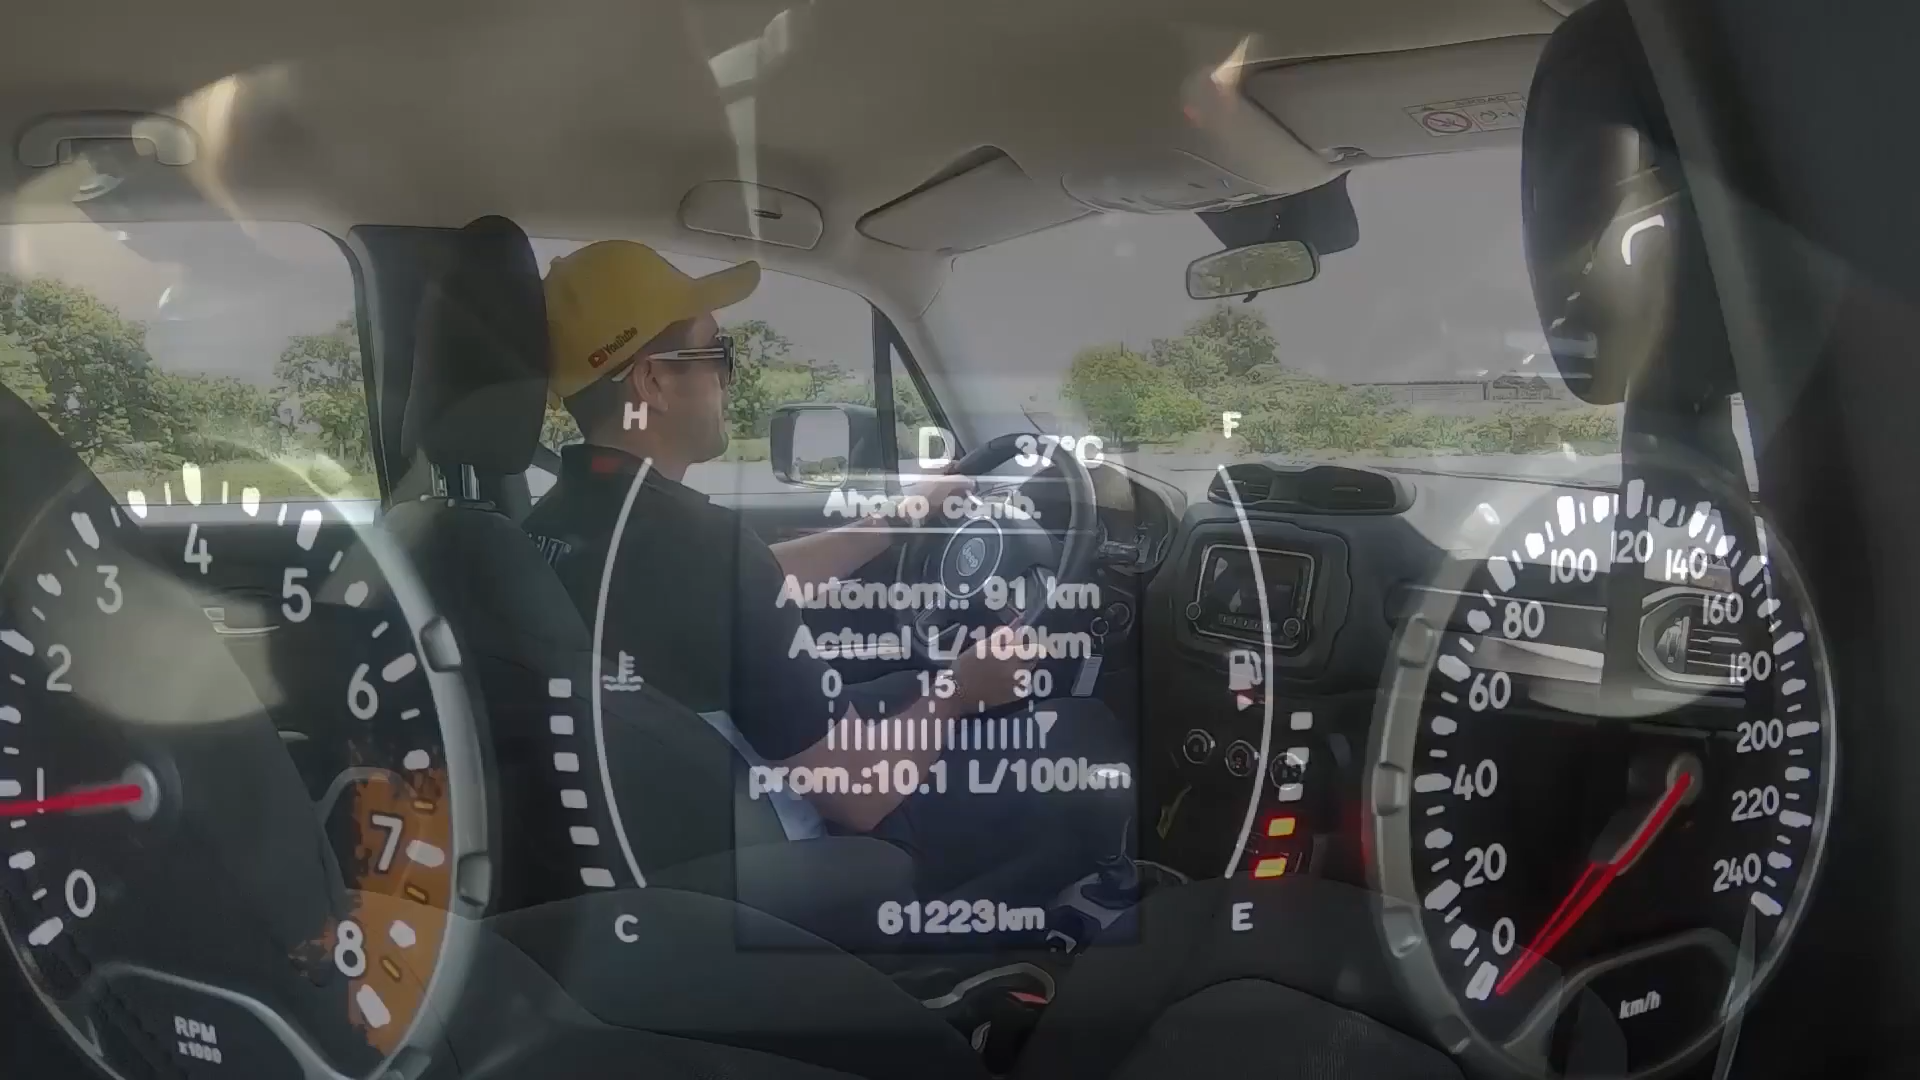 YouTube
H
F
D 37°C
Ahorro comb.
Autonom.: 91 km
Actual L/100km
0 15 30
prom.:10.1 L/100km
61223km
C
E
0 1 2 3 4 5 6 7 8
RPM
x1000
0 20 40 60 80 100 120 140 160 180 200 220 240
km/h
Jeep